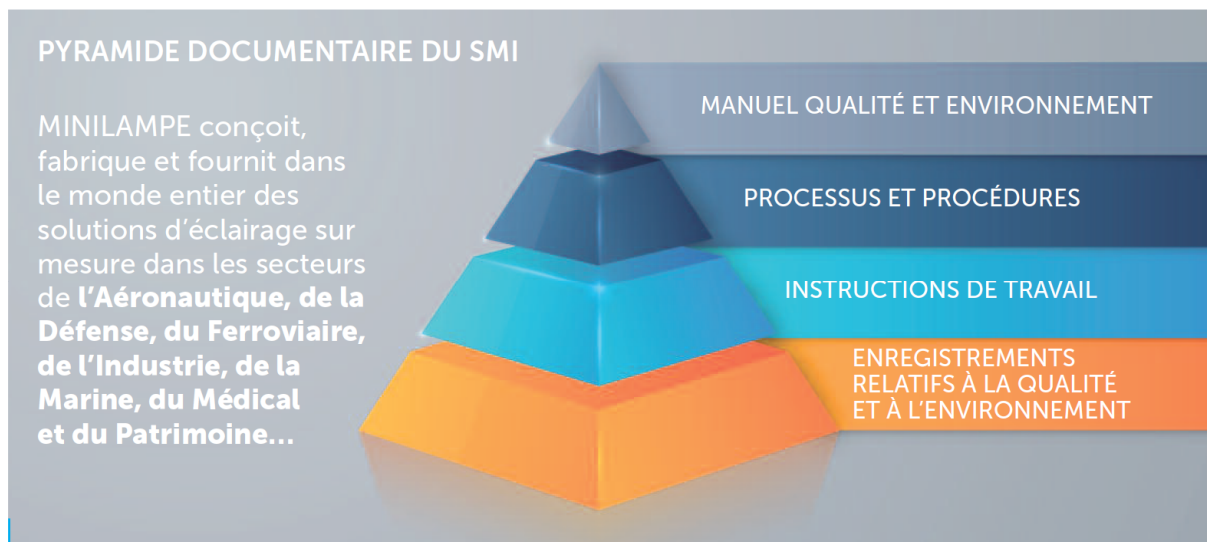 PYRAMIDE DOCUMENTAIRE DU SMI
MINILAMPE conçoit,
fabrique et fournit dans
le monde entier des
solutions d'éclairage sur
mesure dans les secteurs
de l'Aéronautique, de la
Défense, du Ferroviaire,
de l'Industrie, de la
Marine, du Médical
et du Patrimoine...
MANUEL QUALITÉ ET ENVIRONNEMENT
PROCESSUS ET PROCÉDURES
INSTRUCTIONS DE TRAVAIL
ENREGISTREMENTS
RELATIFS À LA QUALITÉ
ET À L'ENVIRONNEMENT